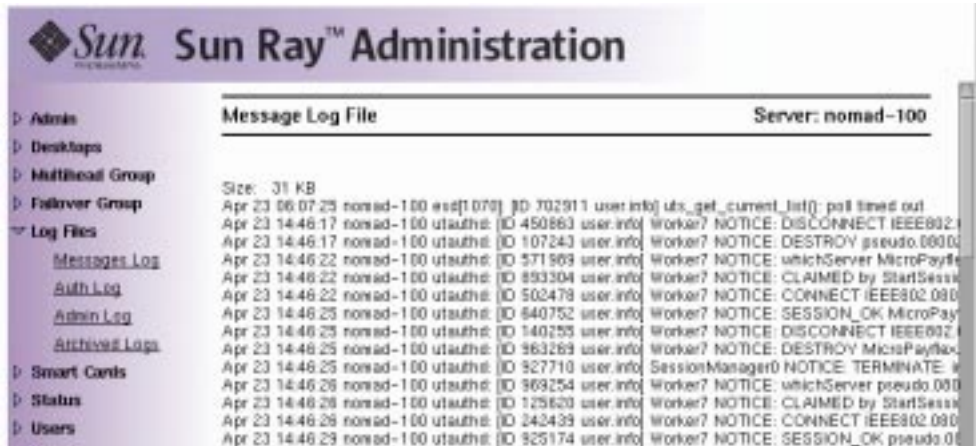 Sun
microsystems
Sun Ray™ Administration
Admin
Desktops
Multihead Group
Failover Group
Log Files
Messages Log
Auth Log
Admin Log
Archived Logs
Smart Cards
Status
Users
Message Log File Server: nomad-100
Size: 31 KB
Apr 23 06:07:25 nomad-100 esd[1070]: [ID 702911 user.info] uts_get_current_list(): poll timed out
Apr 23 14:46:17 nomad-100 utauthd: [ID 450863 user.info] Worker7 NOTICE: DISCONNECT IEEE802.
Apr 23 14:46:17 nomad-100 utauthd: [ID 107243 user.info] Worker7 NOTICE: DESTROY pseudo.0800
Apr 23 14:46:22 nomad-100 utauthd: [ID 571989 user.info] Worker7 NOTICE: whichServer MicroPayfle
Apr 23 14:46:22 nomad-100 utauthd: [ID 893304 user.info] Worker7 NOTICE: CLAIMED by StartSessi
Apr 23 14:46:22 nomad-100 utauthd: [ID 502478 user.info] Worker7 NOTICE: CONNECT IEEE802.080
Apr 23 14:46:25 nomad-100 utauthd: [ID 640752 user.info] Worker7 NOTICE: SESSION_OK MicroPay
Apr 23 14:46:25 nomad-100 utauthd: [ID 140255 user.info] Worker7 NOTICE: DISCONNECT IEEE802.
Apr 23 14:46:25 nomad-100 utauthd: [ID 963289 user.info] Worker7 NOTICE: DESTROY MicroPayflex.
Apr 23 14:46:25 nomad-100 utauthd: [ID 927710 user.info] SessionManager0 NOTICE: TERMINATE:
Apr 23 14:46:26 nomad-100 utauthd: [ID 969254 user.info] Worker7 NOTICE: whichServer pseudo.080
Apr 23 14:46:26 nomad-100 utauthd: [ID 125620 user.info] Worker7 NOTICE: CLAIMED by StartSessi
Apr 23 14:46:26 nomad-100 utauthd: [ID 242439 user.info] Worker7 NOTICE: CONNECT IEEE802.080
Apr 23 14:46:29 nomad-100 utauthd: [ID 925174 user.info] Worker7 NOTICE: SESSION_OK pseudo.0